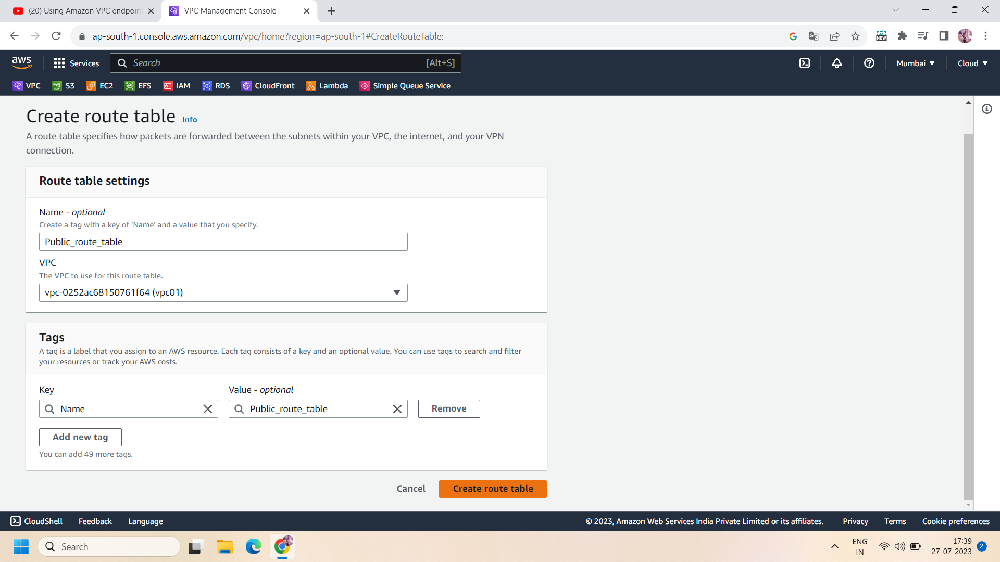 (20) Using Amazon VPC endpoin
VPC Management Console
ap-south-1.console.aws.amazon.com/vpc/home?region=ap-south-1#CreateRouteTable:
NEW
aws
Services
Search
[Alt+S]
Mumbai
Cloud
VPC
S3
EC2
EFS
IAM
RDS
CloudFront
Lambda
Simple Queue Service
Create route table Info
A route table specifies how packets are forwarded between the subnets within your VPC, the internet, and your VPN
connection.
Route table settings
Name - optional
Create a tag with a key of 'Name' and a value that you specify.
Public_route_table
VPC
The VPC to use for this route table.
vpc-0252ac68150761f64 (vpc01)
Tags
A tag is a label that you assign to an AWS resource. Each tag consists of a key and an optional value. You can use tags to search and filter
your resources or track your AWS costs.
Key
Value - optional
Name
Public_route_table
Remove
Add new tag
You can add 49 more tags.
Cancel
Create route table
CloudShell
Feedback
Language
© 2023, Amazon Web Services India Private Limited or its affiliates.
Privacy
Terms
Cookie preferences
Search
ENG
IN
17:39
27-07-2023
2